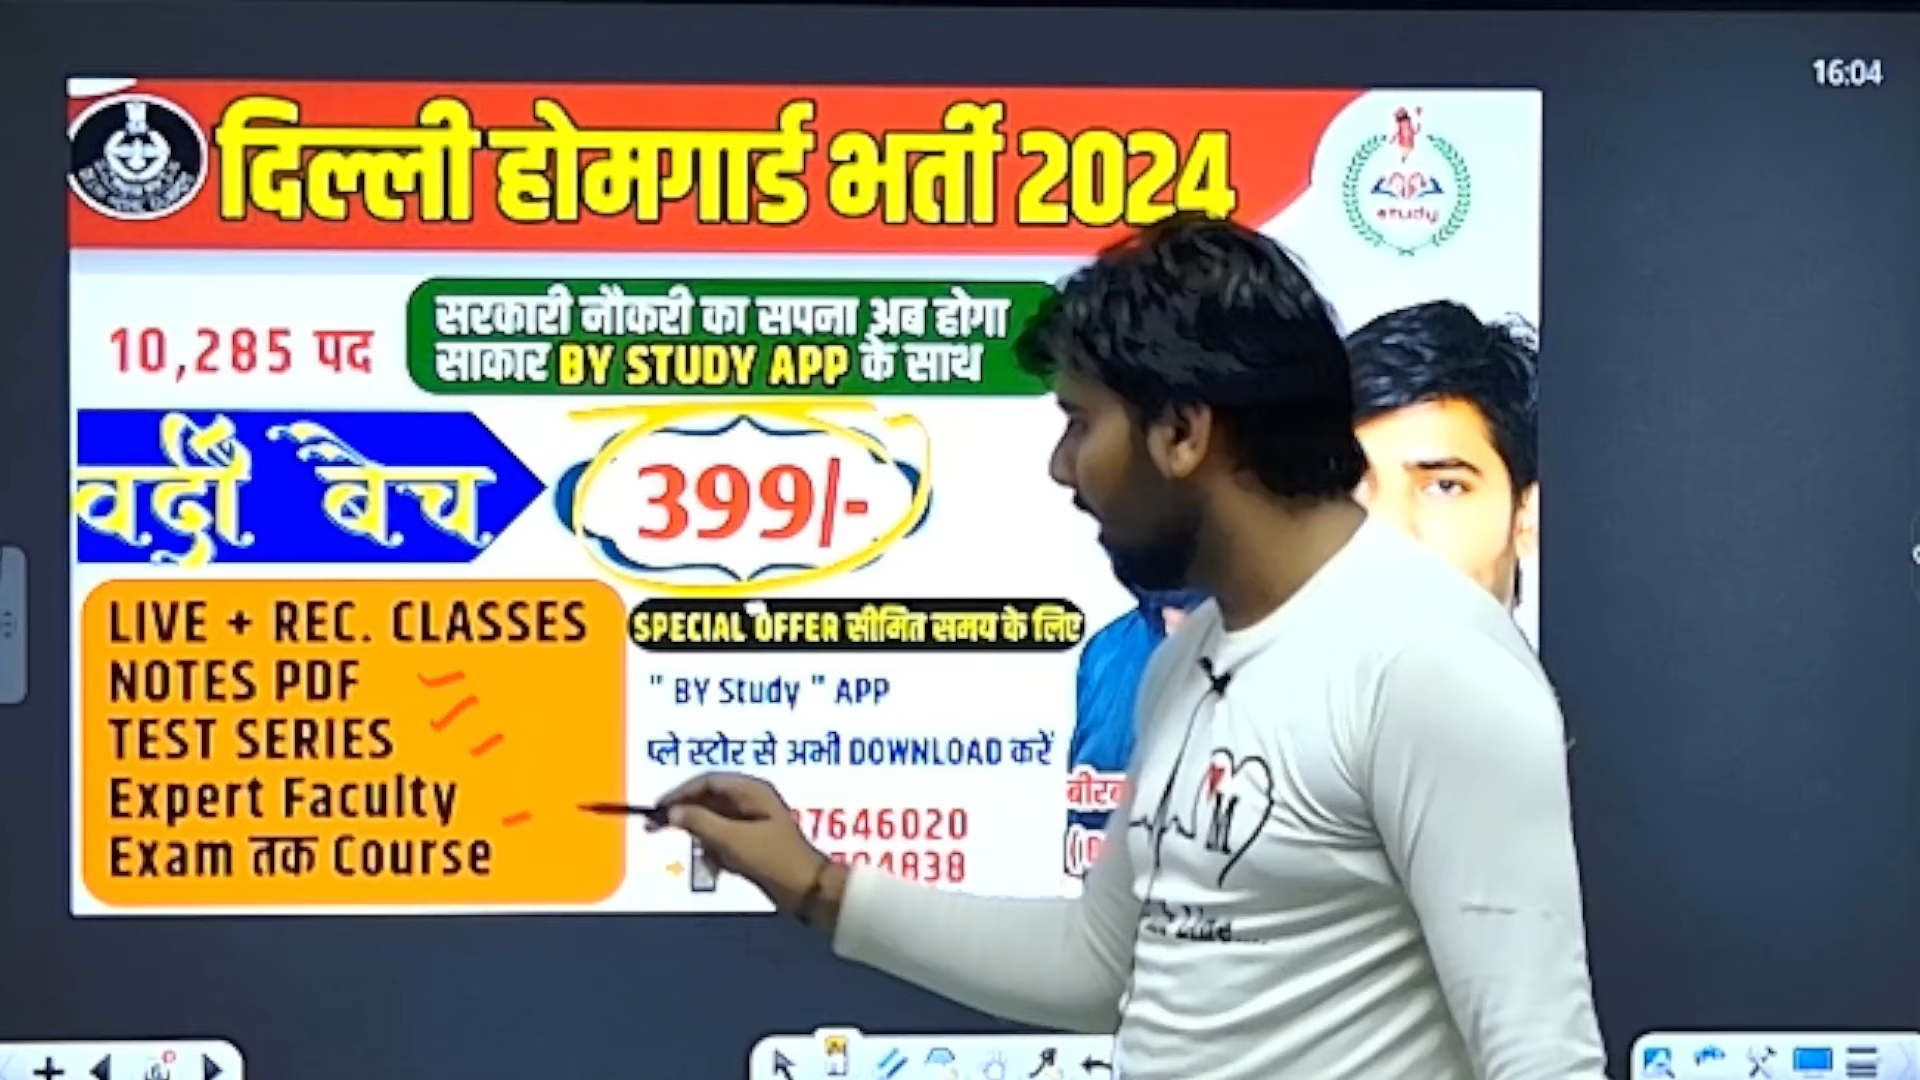 16:04
दिल्ली होमगार्ड भर्ती 2024
study
10,285 पद
सरकारी नौकरी का सपना अब होगा
साकार BY STUDY APP के साथ
वर्दी बैच
399/-
LIVE + REC. CLASSES
NOTES PDF
TEST SERIES
Expert Faculty
Exam तक Course
SPECIAL OFFER सीमित समय के लिए
" BY Study " APP
प्ले स्टोर से अभी DOWNLOAD करें
7646020
4838